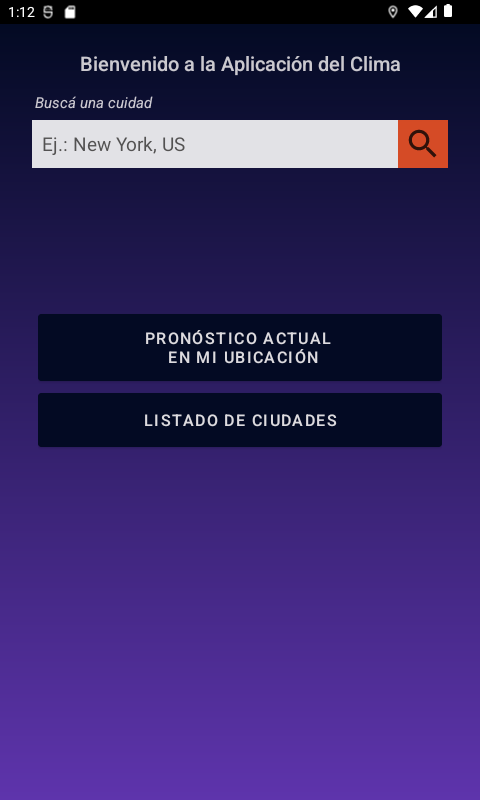 1:12
Bienvenido a la Aplicación del Clima
Buscá una cuidad
Ej.: New York, US
PRONÓSTICO ACTUAL
EN MI UBICACIÓN
LISTADO DE CIUDADES